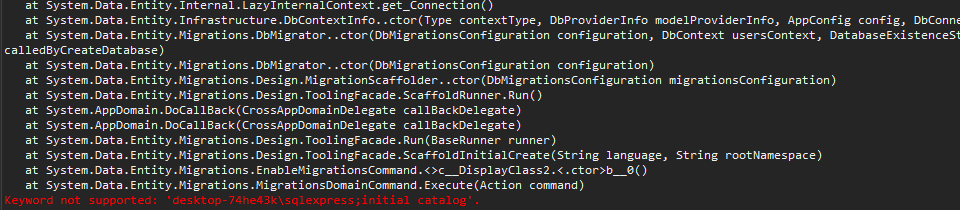 at System.Data.Entity.Internal.LazyInternalContext.get_Connection()
at System.Data.Entity.Infrastructure.DbContextInfo..ctor(Type contextType, DbProviderInfo modelProviderInfo, AppConfig config, DbConne
at System.Data.Entity.Migrations.DbMigrator..ctor(DbMigrationsConfiguration configuration, DbContext usersContext, DatabaseExistenceSt
calledByCreateDatabase)
at System.Data.Entity.Migrations.DbMigrator..ctor(DbMigrationsConfiguration configuration)
at System.Data.Entity.Migrations.Design.MigrationScaffolder..ctor(DbMigrationsConfiguration migrationsConfiguration)
at System.Data.Entity.Migrations.Design.ToolingFacade.ScaffoldRunner.Run()
at System.AppDomain.DoCallBack(CrossAppDomainDelegate callBackDelegate)
at System.AppDomain.DoCallBack(CrossAppDomainDelegate callBackDelegate)
at System.Data.Entity.Migrations.Design.ToolingFacade.Run(BaseRunner runner)
at System.Data.Entity.Migrations.Design.ToolingFacade.ScaffoldInitialCreate(String language, String rootNamespace)
at System.Data.Entity.Migrations.EnableMigrationsCommand.<>c__DisplayClass2.<.ctor>b__0()
at System.Data.Entity.Migrations.MigrationsDomainCommand.Execute(Action command)
Keyword not supported: 'desktop-74he43k\sqlexpress;initial catalog'.